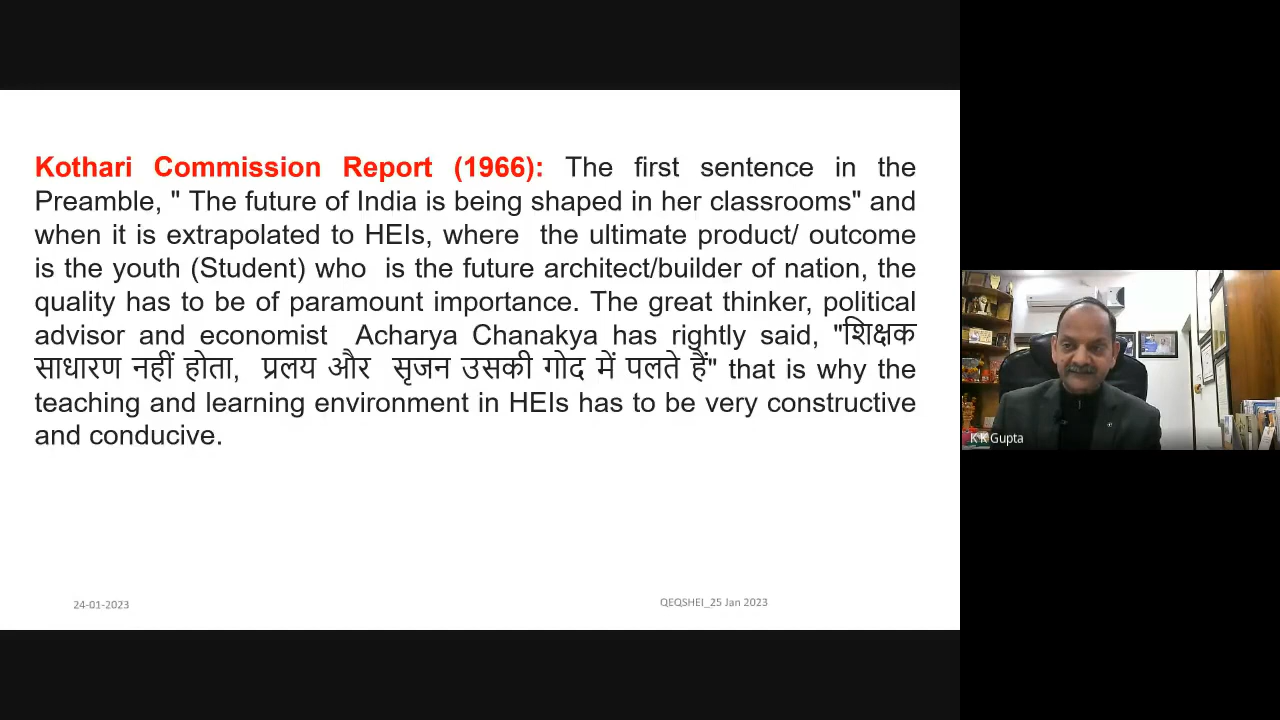 Kothari Commission Report (1966): The first sentence in the
Preamble, " The future of India is being shaped in her classrooms" and
when it is extrapolated to HEIs, where the ultimate product/ outcome
is the youth (Student) who is the future architect/builder of nation, the
quality has to be of paramount importance. The great thinker, political
advisor and economist Acharya Chanakya has rightly said, "शिक्षक
साधारण नहीं होता, प्रलय और सृजन उसकी गोद में पलते हैं" that is why the
teaching and learning environment in HEIs has to be very constructive
and conducive.
24-01-2023
QEQSHEI_25 Jan 2023
K K Gupta